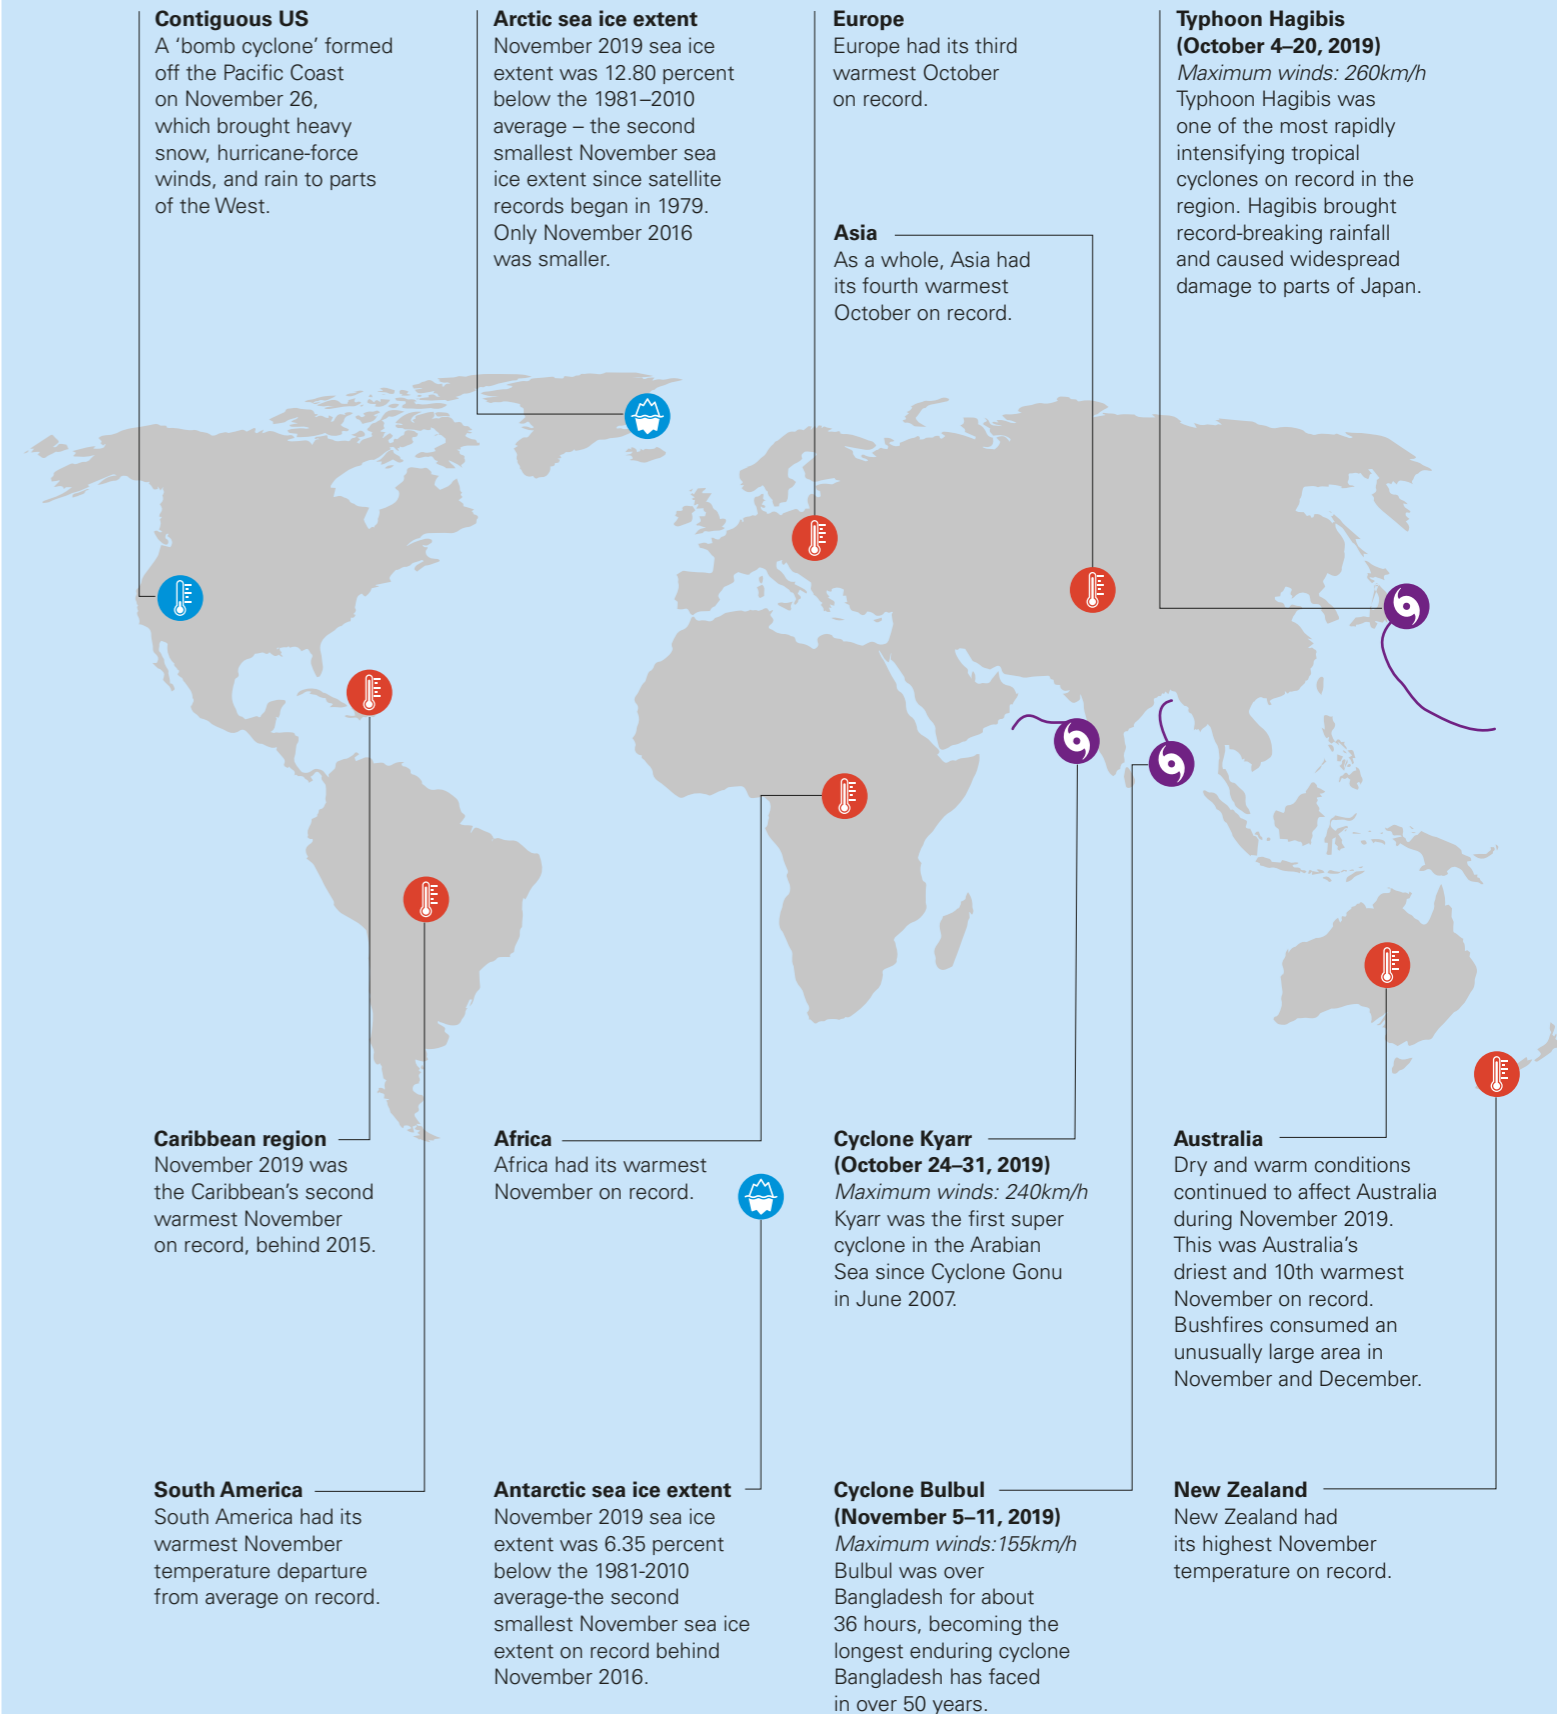 Contiguous US
A ‘bomb cyclone’ formed
off the Pacific Coast
on November 26,
which brought heavy
snow, hurricane-force
winds, and rain to parts
of the West.
Arctic sea ice extent
November 2019 sea ice
extent was 12.80 percent
below the 1981–2010
average – the second
smallest November sea
ice extent since satellite
records began in 1979.
Only November 2016
was smaller.
Europe
Europe had its third
warmest October
on record.
Asia
As a whole, Asia had
its fourth warmest
October on record.
Typhoon Hagibis
(October 4–20, 2019)
Maximum winds: 260km/h
Typhoon Hagibis was
one of the most rapidly
intensifying tropical
cyclones on record in the
region. Hagibis brought
record-breaking rainfall
and caused widespread
damage to parts of Japan.
Caribbean region
November 2019 was
the Caribbean’s second
warmest November
on record, behind 2015.
Africa
Africa had its warmest
November on record.
Cyclone Kyarr
(October 24–31, 2019)
Maximum winds: 240km/h
Kyarr was the first super
cyclone in the Arabian
Sea since Cyclone Gonu
in June 2007.
Australia
Dry and warm conditions
continued to affect Australia
during November 2019.
This was Australia’s
driest and 10th warmest
November on record.
Bushfires consumed an
unusually large area in
November and December.
South America
South America had its
warmest November
temperature departure
from average on record.
Antarctic sea ice extent
November 2019 sea ice
extent was 6.35 percent
below the 1981-2010
average-the second
smallest November sea ice
extent on record behind
November 2016.
Cyclone Bulbul
(November 5–11, 2019)
Maximum winds:155km/h
Bulbul was over
Bangladesh for about
36 hours, becoming the
longest enduring cyclone
Bangladesh has faced
in over 50 years.
New Zealand
New Zealand had
its highest November
temperature on record.